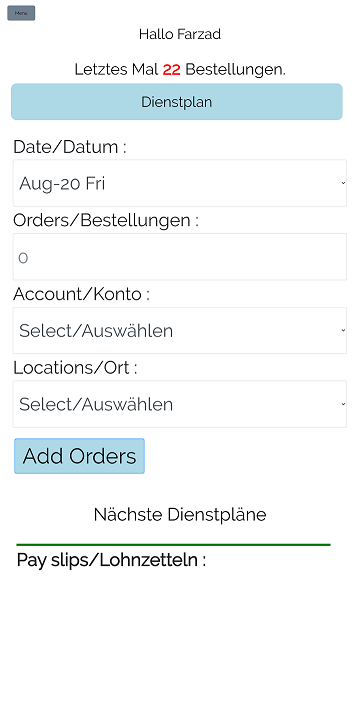 Menu
Hallo Farzad
Letztes Mal 22 Bestellungen.
Dienstplan
Date/Datum :
Aug-20 Fri
Orders/Bestellungen :
0
Account/Konto :
Select/Auswählen
Locations/Ort :
Select/Auswählen
Add Orders
Nächste Dienstpläne
Pay slips/Lohnzetteln :